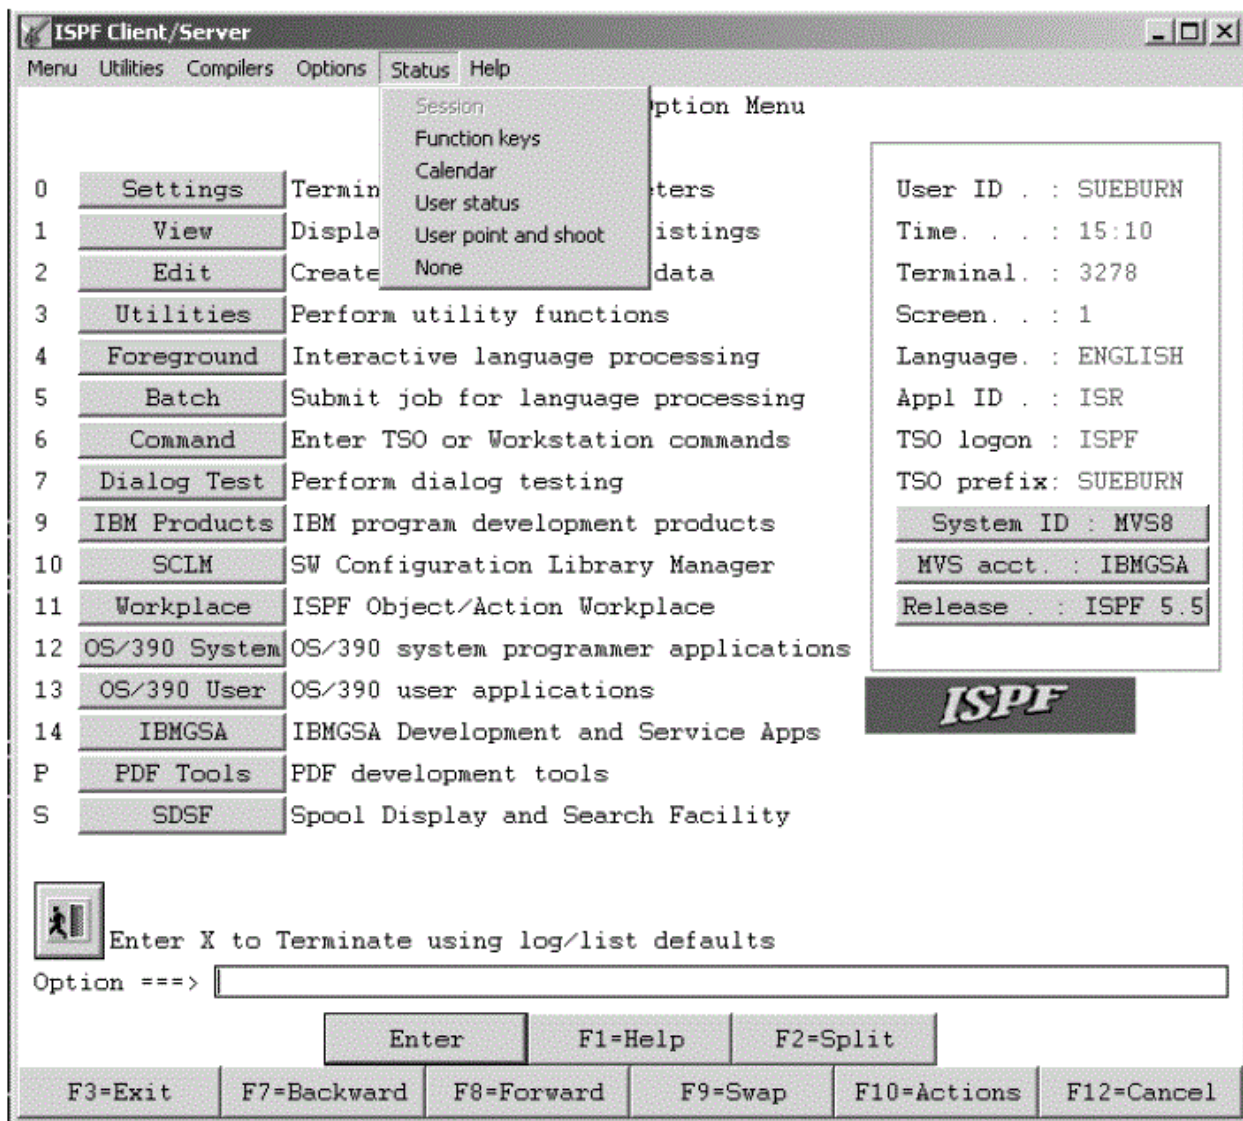 ISPF Client/Server
Menu Utilities Compilers Options Status Help
Session
Function keys
Calendar
User status
User point and shoot
None
ption Menu
0 Settings Termin eters
1 View Displa istings
2 Edit Create data
3 Utilities Perform utility functions
4 Foreground Interactive language processing
5 Batch Submit job for language processing
6 Command Enter TSO or Workstation commands
7 Dialog Test Perform dialog testing
9 IBM Products IBM program development products
10 SCLM SW Configuration Library Manager
11 Workplace ISPF Object/Action Workplace
12 OS/390 System OS/390 system programmer applications
13 OS/390 User OS/390 user applications
14 IBMGSA IBMGSA Development and Service Apps
P PDF Tools PDF development tools
S SDSF Spool Display and Search Facility
User ID . : SUEBURN
Time. . . : 15:10
Terminal. : 3278
Screen. . : 1
Language. : ENGLISH
Appl ID . : ISR
TSO logon : ISPF
TSO prefix: SUEBURN
System ID : MVS8
MVS acct. : IBMGSA
Release . : ISPF 5.5
ISPF
Enter X to Terminate using log/list defaults
Option ===>
Enter F1=Help F2=Split
F3=Exit F7=Backward F8=Forward F9=Swap F10=Actions F12=Cancel